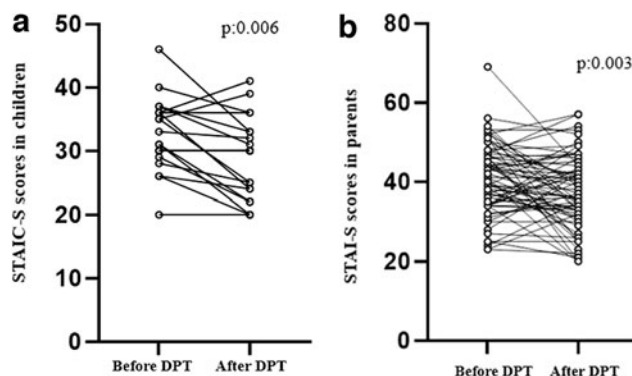 a
p:0.006
STAIC-S scores in children
50
40
30
20
10
0
Before DPT
After DPT
b
p:0.003
STAI-S scores in parents
80
60
40
20
0
Before DPT
After DPT